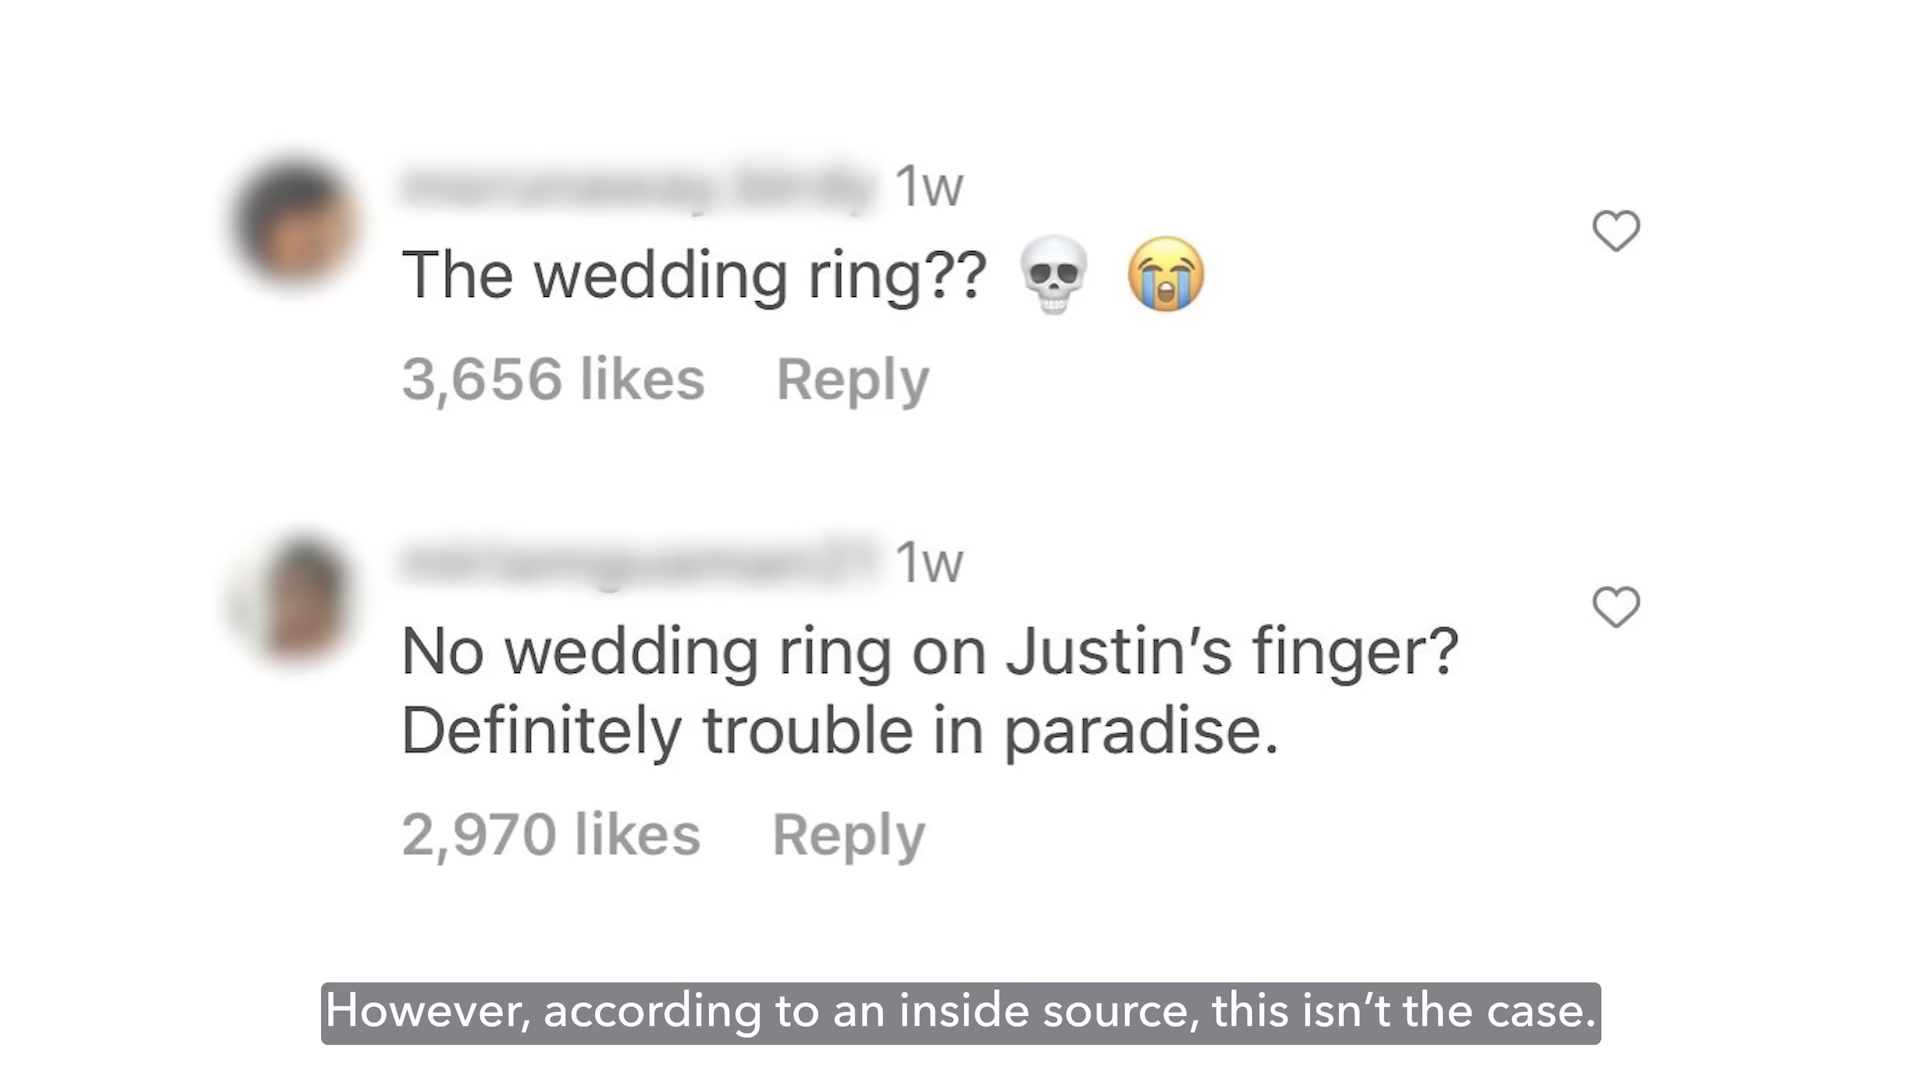 1w
The wedding ring?? 💀 😭
3,656 likes Reply
1w
No wedding ring on Justin’s finger?
Definitely trouble in paradise.
2,970 likes Reply
However, according to an inside source, this isn’t the case.